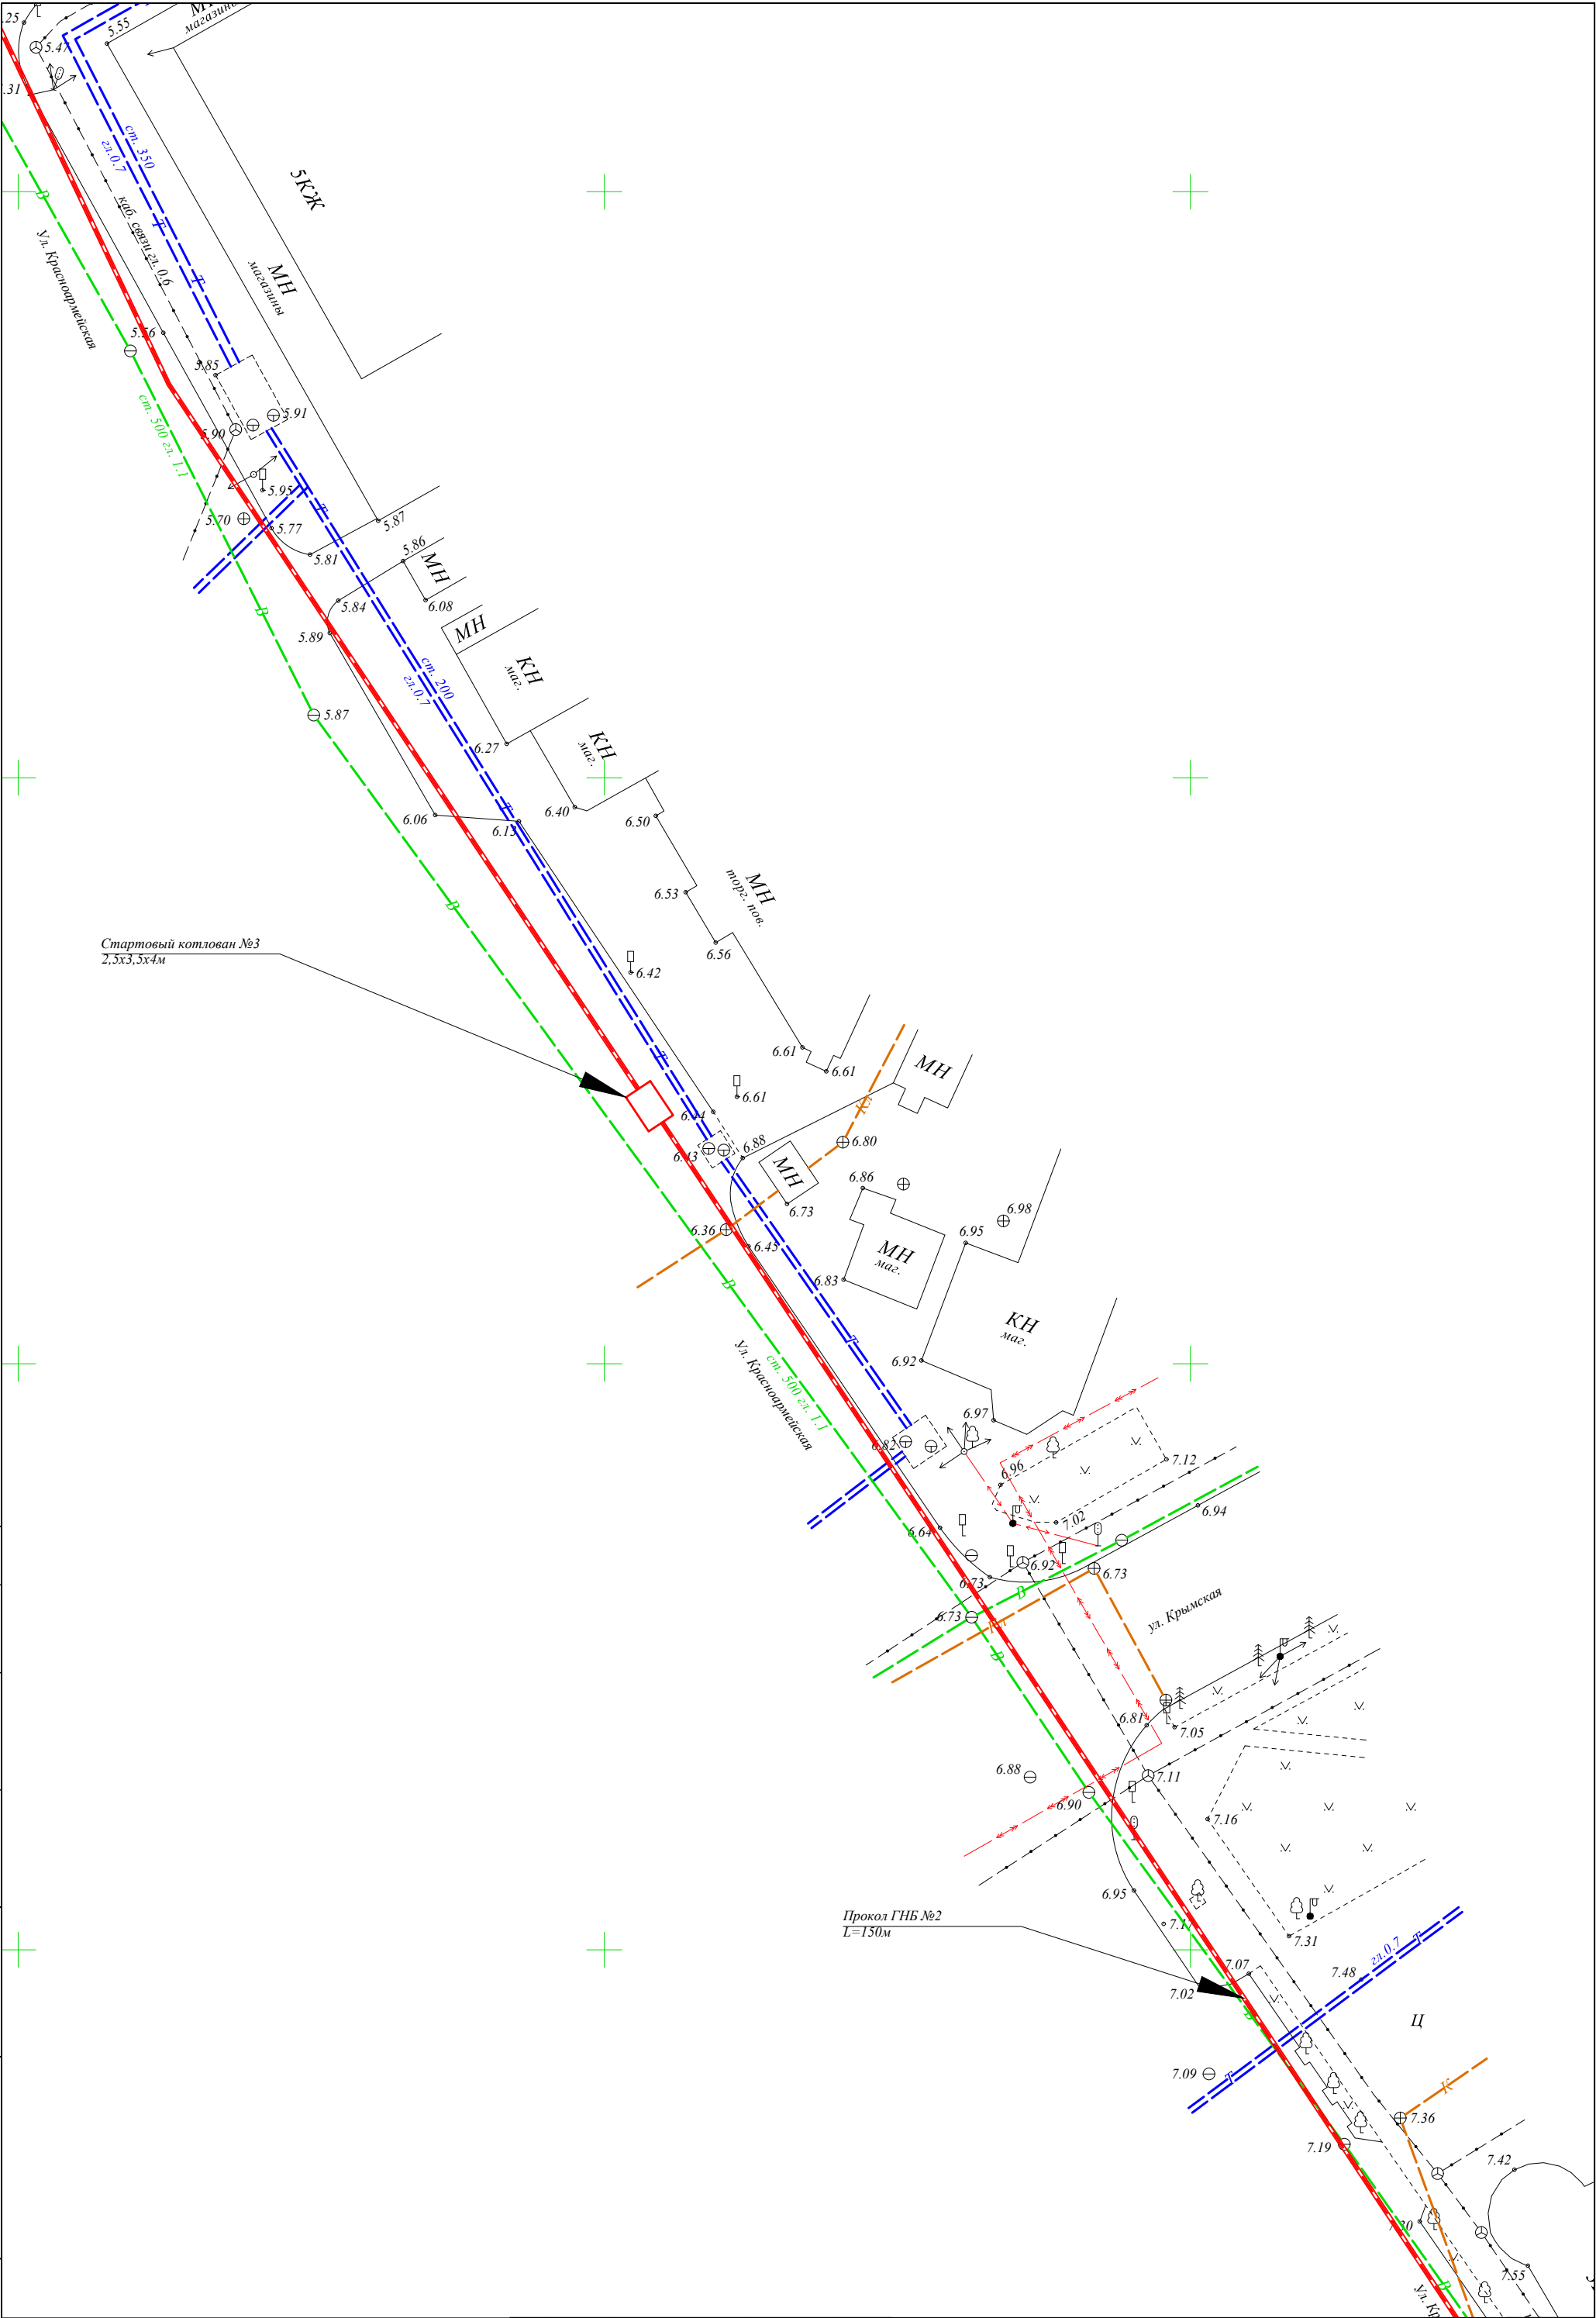 .25
5.55
магазины
5.47
.31
ст. 350
гл.0.7
В
Т
5КЖ
каб. связи гл. 0.6
Ул. Красноармейская
Т
МН
магазины
5.56
5.85
ст. 500 гл. 1.1
5.91
5.90
5.95
Т
5.70
5.77
5.87
5.81
5.86
МН
В
5.84
6.08
5.89
МН
КН
маг.
ст. 200
гл.0.7
5.87
6.27
КН
маг.
6.40
6.50
Т
6.06
6.13
МН
торг. пов.
6.53
В
Стартовый котлован №3
2,5х3,5х4м
6.56
6.42
6.61
6.61
Т
МН
6.61
К
6.44
6.80
6.88
6.43
МН
6.86
6.73
6.98
6.36
6.95
6.45
МН
маг.
6.83
В
КН
маг.
Т
Ул. Красноармейская
ст. 500 гл. 1.1
6.92
6.97
6.82
7.12
6.96
6.94
7.02
6.64
6.92
6.73
6.73
В
6.73
К
ул. Крымская
В
6.81
7.05
6.88
7.11
6.90
7.16
6.95
Прокол ГНБ №2
L=150м
7.1
7.31
гл.0.7
Т
7.07
7.48
7.02
В
Ц
7.09
Т
К
7.36
7.19
7.42
7.30
7.55
В
Ул. Кр